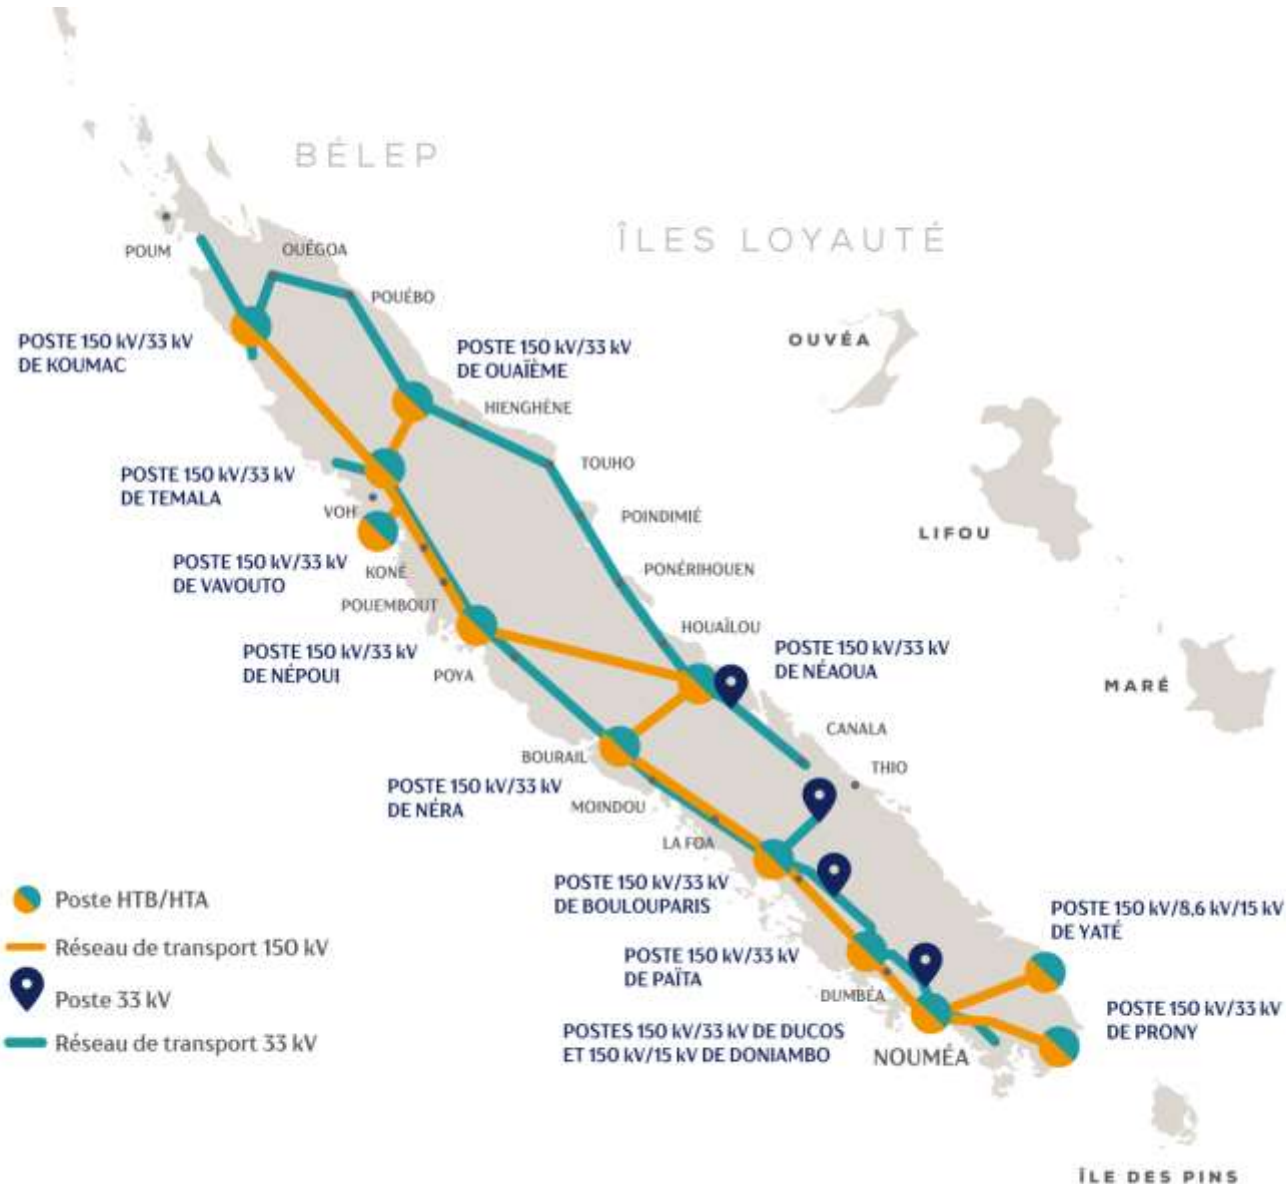 BÉLEP
ÎLES LOYAUTÉ
POUM
OUÉGOA
POUÉBO
OUVÉA
POSTE 150 kV/33 kV
DE KOUMAC
POSTE 150 kV/33 kV
DE OUAÏÈME
HIENGHÈNE
TOUHO
POSTE 150 kV/33 kV
DE TEMALA
VOH
POINDIMIÉ
LIFOU
POSTE 150 kV/33 kV
DE VAVOUTO
KONÉ
PONÉRIHOUEN
POUEMBOUT
HOUAÏLOU
POSTE 150 kV/33 kV
DE NÉPOUI
POYA
POSTE 150 kV/33 kV
DE NÉAOUA
MARÉ
CANALA
BOURAIL
THIO
POSTE 150 kV/33 kV
DE NÉRA
MOINDOU
LA FOA
POSTE 150 kV/33 kV
DE BOULOUPARIS
POSTE 150 kV/8,6 kV/15 kV
DE YATÉ
POSTE 150 kV/33 kV
DE PAÏTA
DUMBÉA
POSTE 150 kV/33 kV
DE PRONY
POSTES 150 kV/33 kV DE DUCOS
ET 150 kV/15 kV DE DONIAMBO
NOUMÉA
ÎLE DES PINS
Poste HTB/HTA
Réseau de transport 150 kV
Poste 33 kV
Réseau de transport 33 kV